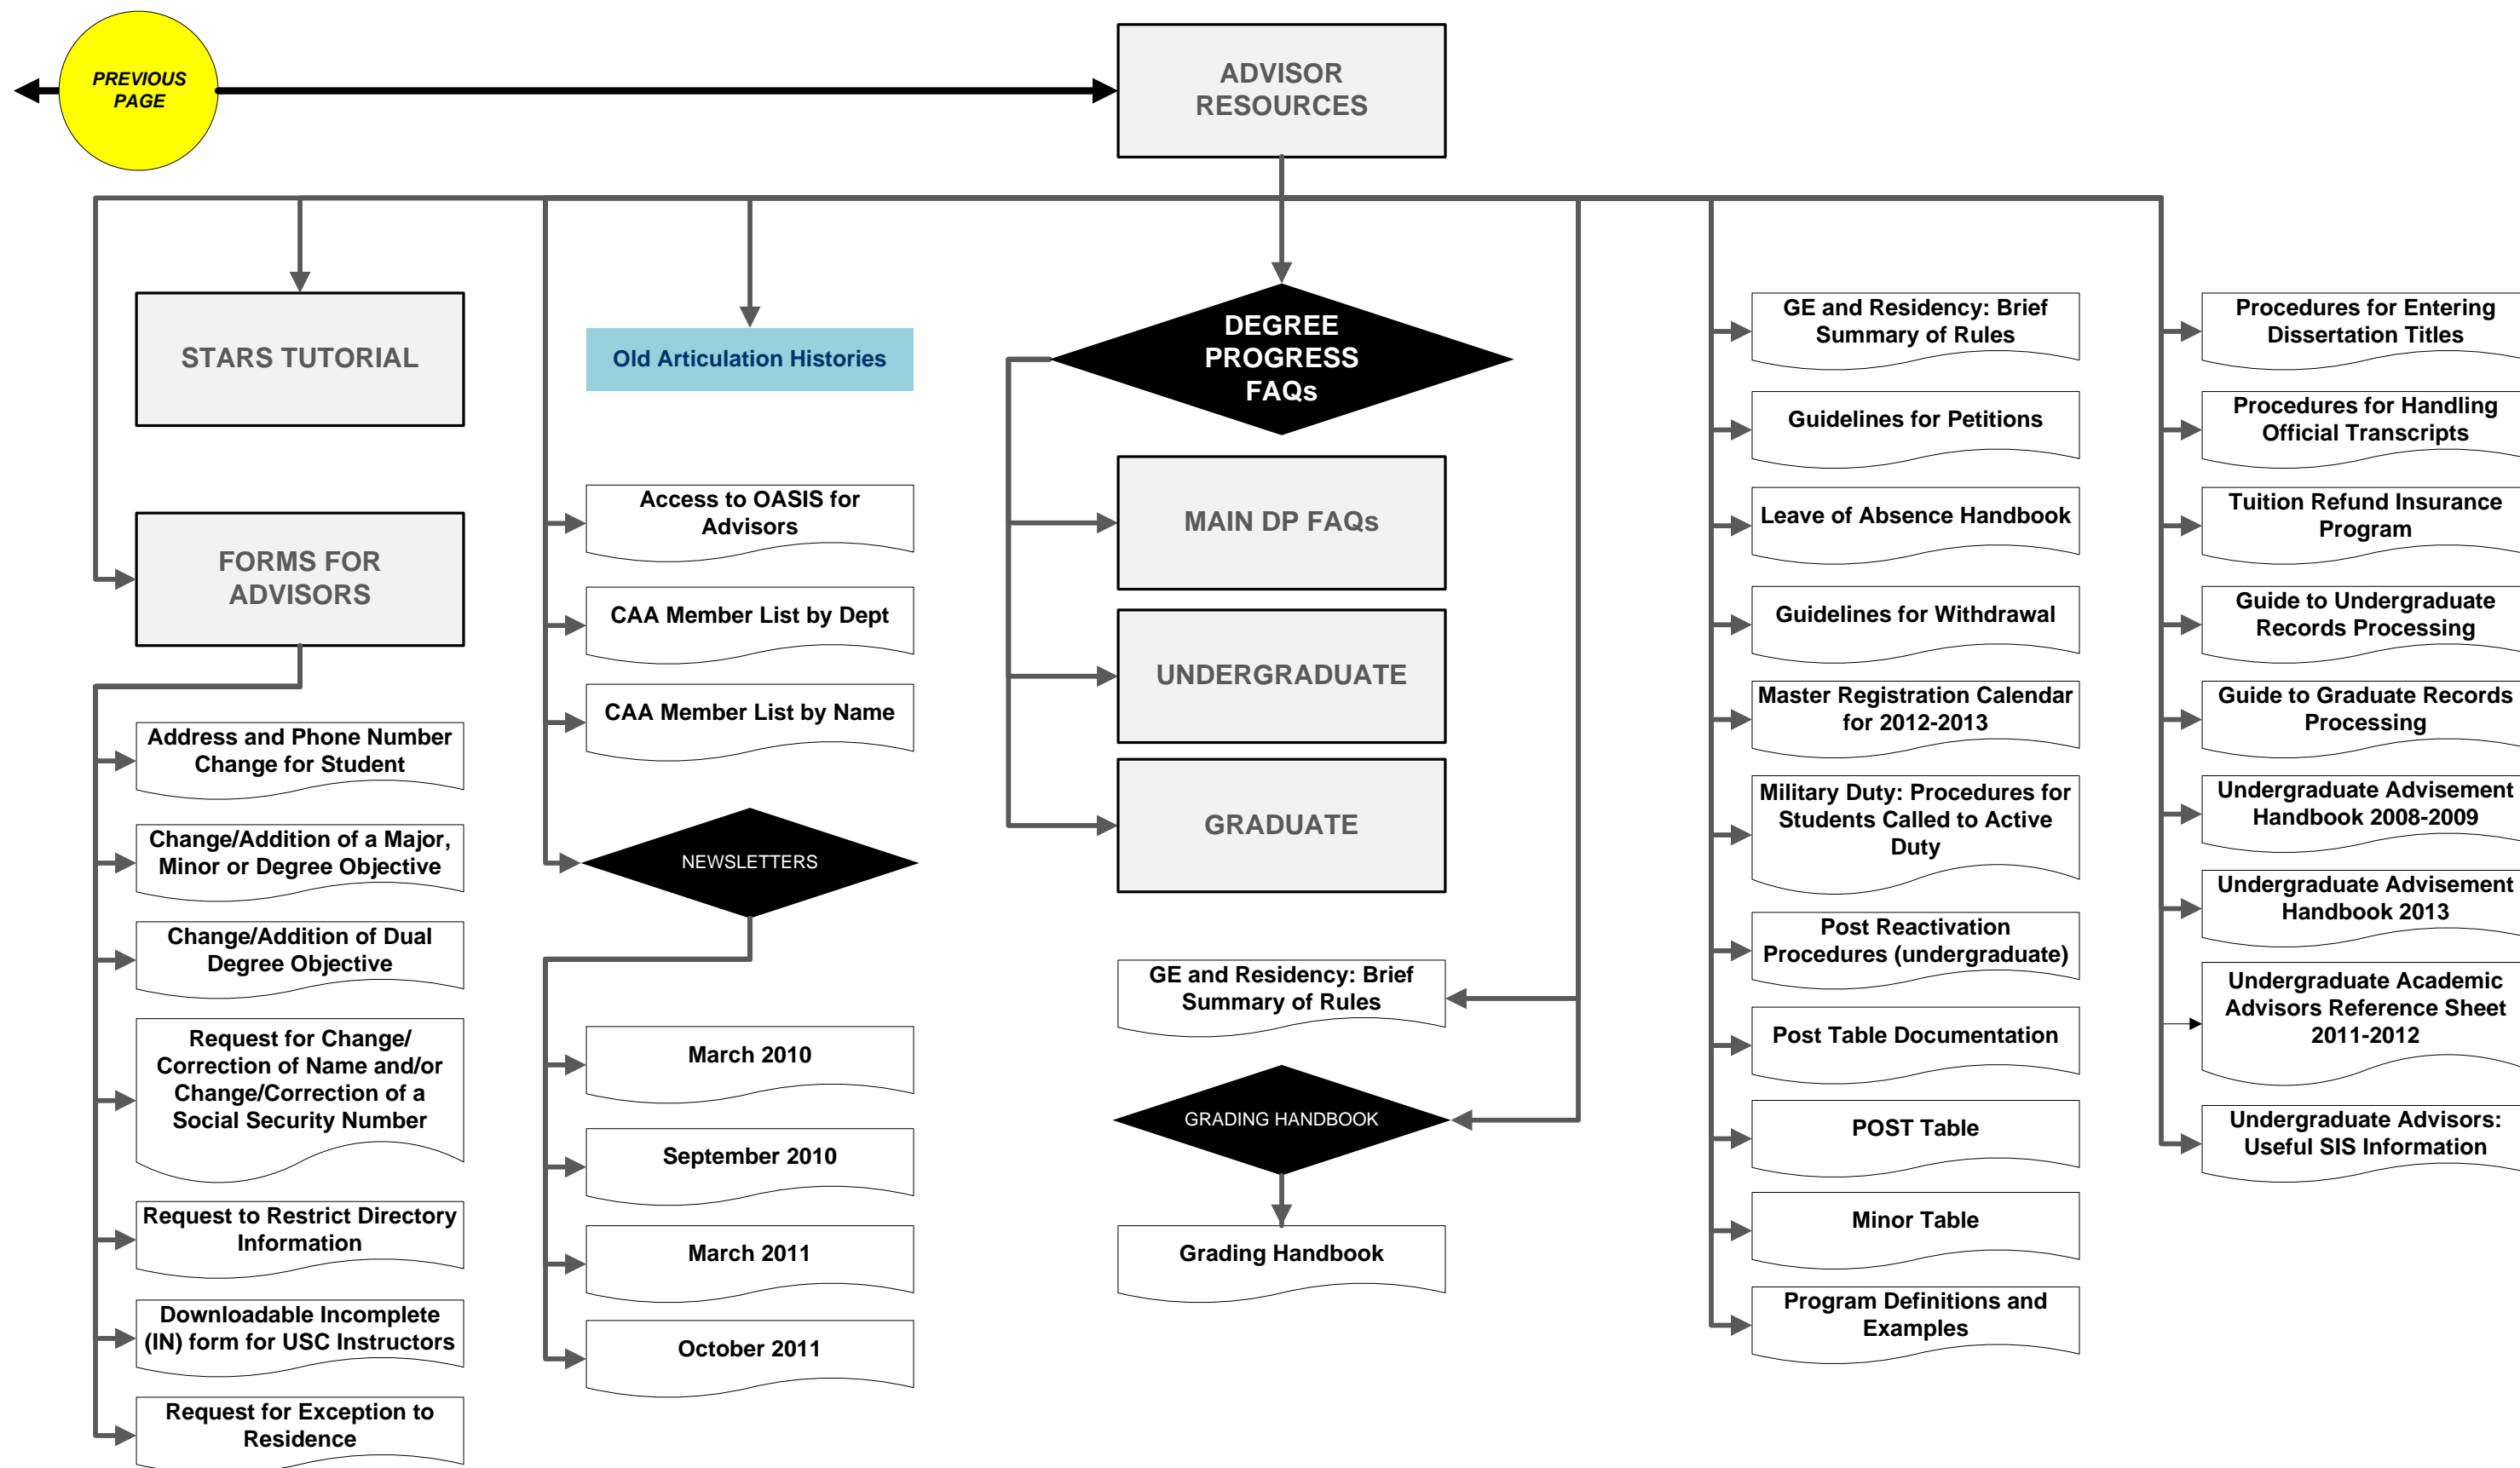 PREVIOUS
PAGE
ADVISOR
RESOURCES
STARS TUTORIAL
FORMS FOR
ADVISORS
Address and Phone Number
Change for Student
Change/Addition of a Major,
Minor or Degree Objective
Change/Addition of Dual
Degree Objective
Request for Change/
Correction of Name and/or
Change/Correction of a
Social Security Number
Request to Restrict Directory
Information
Downloadable Incomplete
(IN) form for USC Instructors
Request for Exception to
Residence
Old Articulation Histories
Access to OASIS for
Advisors
CAA Member List by Dept
CAA Member List by Name
NEWSLETTERS
March 2010
September 2010
March 2011
October 2011
DEGREE
PROGRESS
FAQs
MAIN DP FAQs
UNDERGRADUATE
GRADUATE
GE and Residency: Brief
Summary of Rules
GRADING HANDBOOK
Grading Handbook
GE and Residency: Brief
Summary of Rules
Guidelines for Petitions
Leave of Absence Handbook
Guidelines for Withdrawal
Master Registration Calendar
for 2012-2013
Military Duty: Procedures for
Students Called to Active
Duty
Post Reactivation
Procedures (undergraduate)
Post Table Documentation
POST Table
Minor Table
Program Definitions and
Examples
Procedures for Entering
Dissertation Titles
Procedures for Handling
Official Transcripts
Tuition Refund Insurance
Program
Guide to Undergraduate
Records Processing
Guide to Graduate Records
Processing
Undergraduate Advisement
Handbook 2008-2009
Undergraduate Advisement
Handbook 2013
Undergraduate Academic
Advisors Reference Sheet
2011-2012
Undergraduate Advisors:
Useful SIS Information